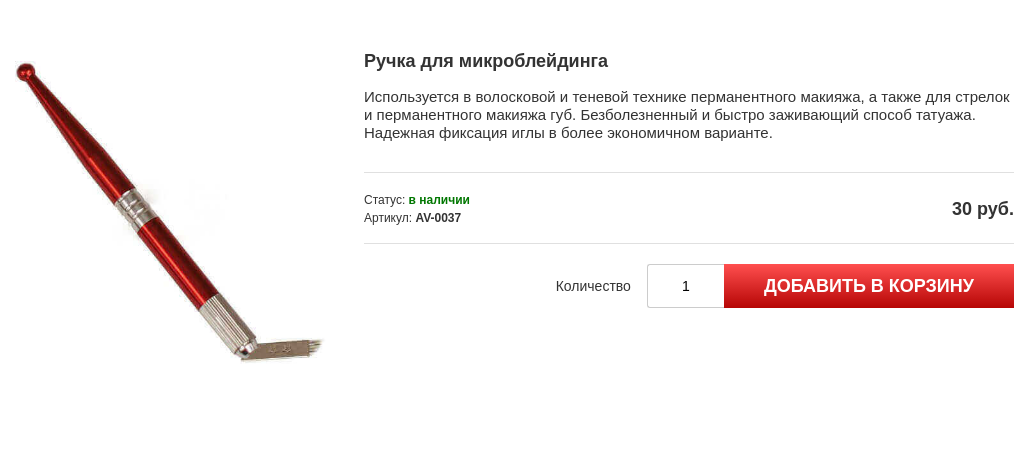 Ручка для микроблейдинга
Используется в волосковой и теневой технике перманентного макияжа, а также для стрелок
и перманентного макияжа губ. Безболезненный и быстро заживающий способ татуажа.
Надежная фиксация иглы в более экономичном варианте.
Статус: в наличии
Артикул: AV-0037
30 руб.
Количество 1 ДОБАВИТЬ В КОРЗИНУ